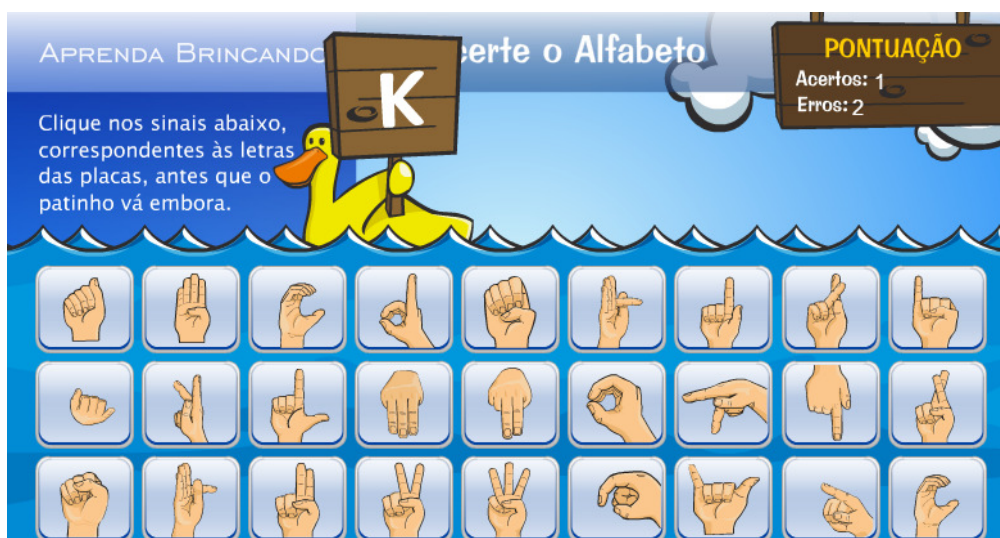 APRENDA BRINCANDO
certe o Alfabeto
K
PONTUAÇÃO
Acertos: 1
Erros: 2
Clique nos sinais abaixo,
correspondentes às letras
das placas, antes que o
patinho vá embora.